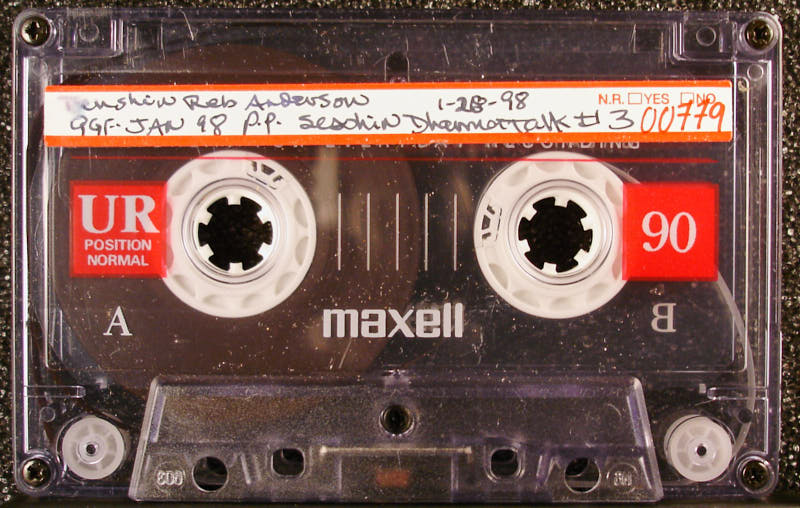 Tenshin Reb Anderson 1-28-98 N.R. YES NO
GGF-JAN 98 P.P. Sesshin Dharma Talk # 3 00779
UR
POSITION
NORMAL
90
A
B
maxell